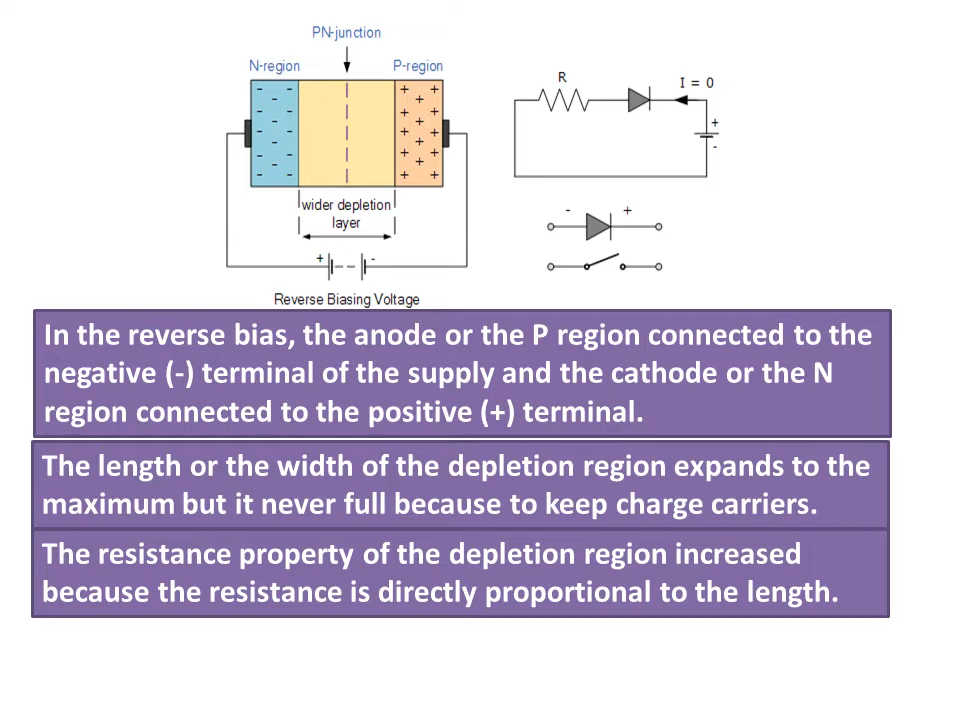 PN-junction
N-region
P-region
- - - + + +
- - + +
- - - + + +
- - + +
- - - + + +
- - + +
- - - + + +
- - + +
- - - + + +
wider depletion
layer
+ -
Reverse Biasing Voltage
R
I = 0
+
-
- +
In the reverse bias, the anode or the P region connected to the
negative (-) terminal of the supply and the cathode or the N
region connected to the positive (+) terminal.
The length or the width of the depletion region expands to the
maximum but it never full because to keep charge carriers.
The resistance property of the depletion region increased
because the resistance is directly proportional to the length.